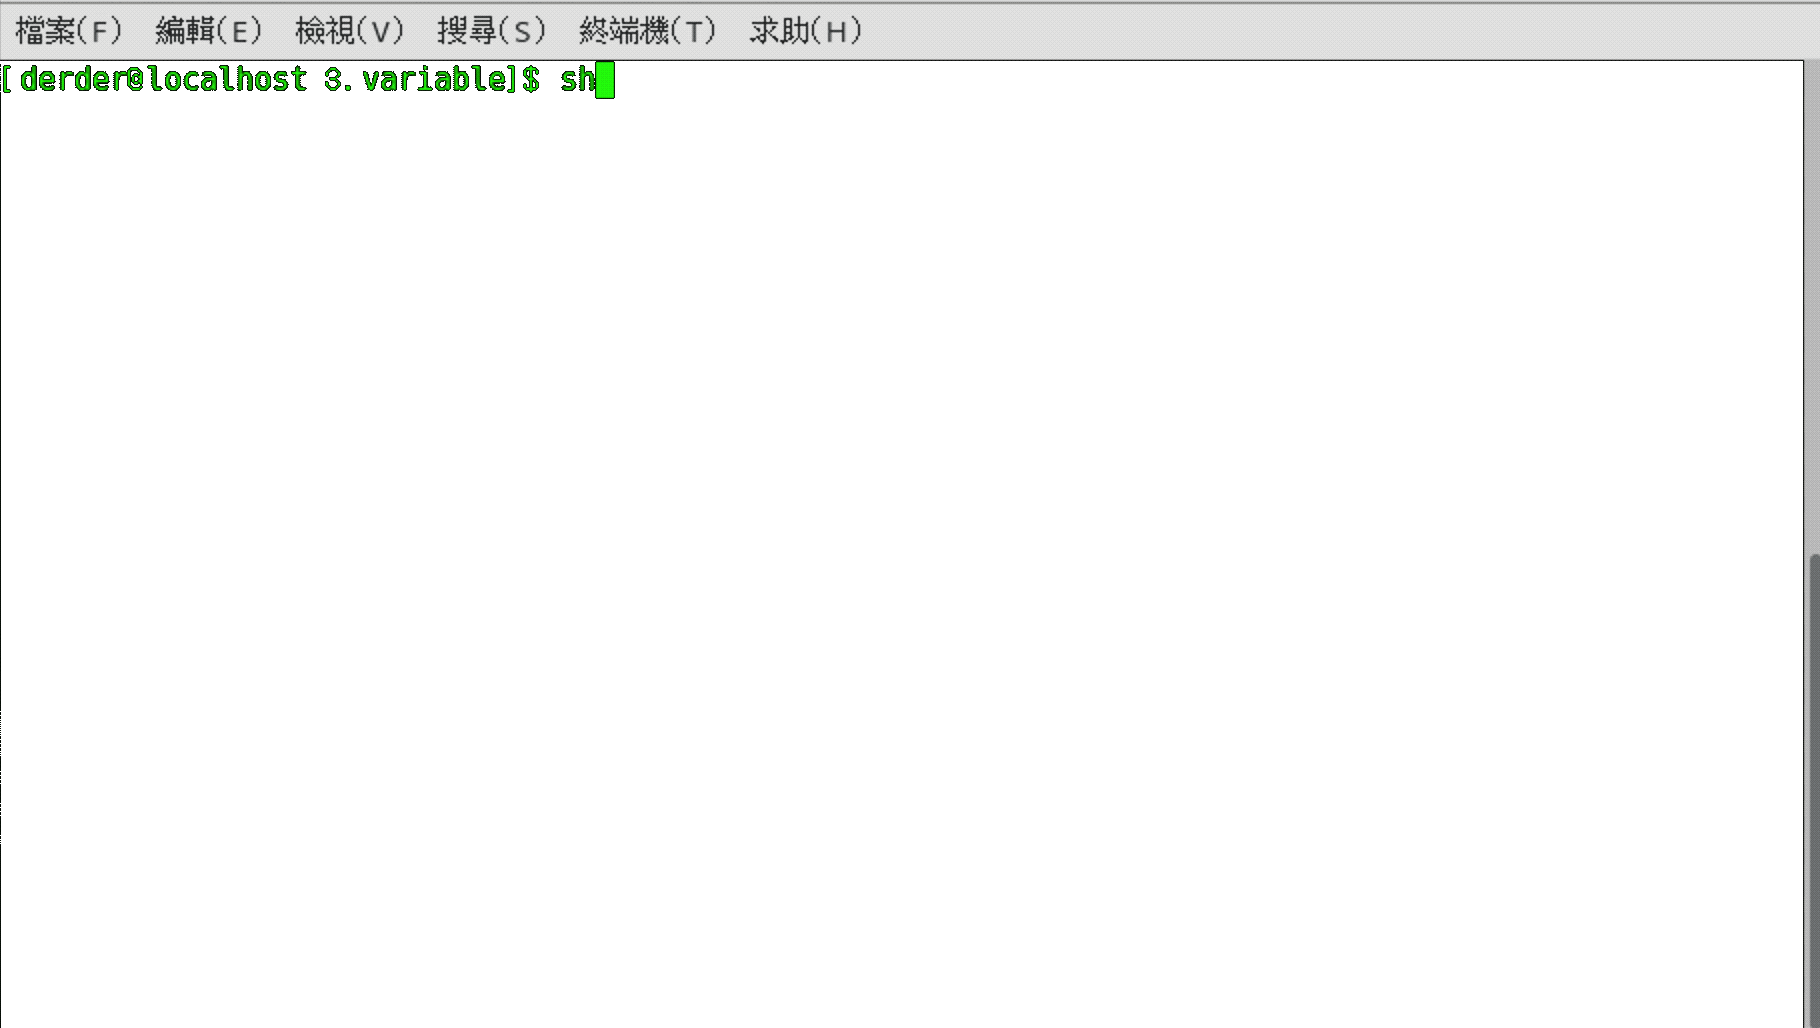 檔案(F) 編輯(E) 檢視(V) 搜尋(S) 終端機(T) 求助(H)
[derder@localhost 3.variable]$ sh